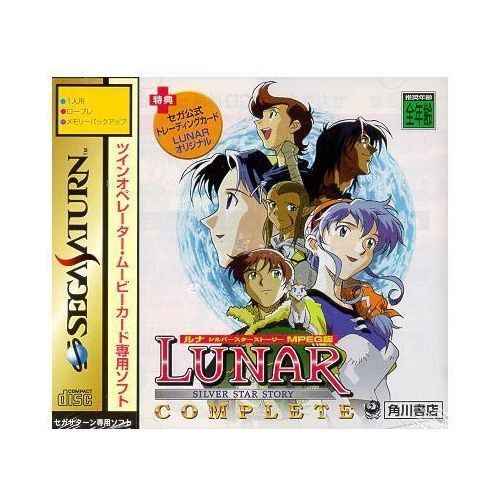 1人用
ロープレ
メモリーバックアップ
SEGA SATURN
TM
COMPACT
DISC
セガサターン専用ソフト
ツインオペレーター・ムービーカード専用ソフト
特典
セガ公式
トレーディングカード
LUNAR
オリジナル
推奨年齢
全年齢
ルナ シルバースターストーリー MPEG版
LUNAR
SILVER STAR STORY
COMPLETE
角川書店